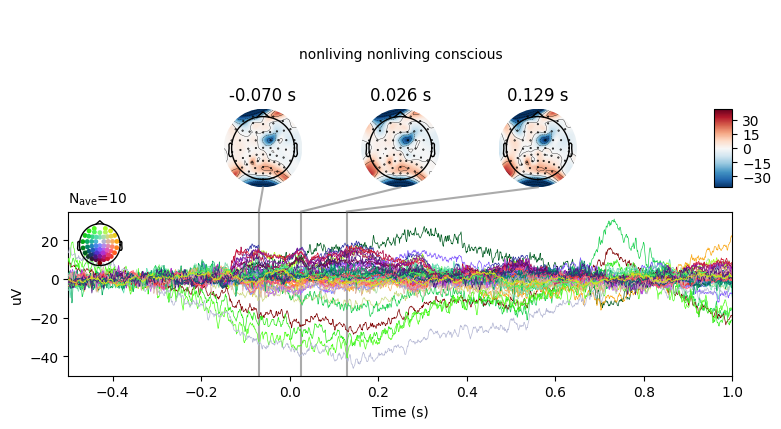 nonliving nonliving conscious
-0.070 s 0.026 s 0.129 s
30
15
0
−15
−30
Nave=10
20
0
−20
−40
uV
−0.4 −0.2 0.0 0.2 0.4 0.6 0.8 1.0
Time (s)